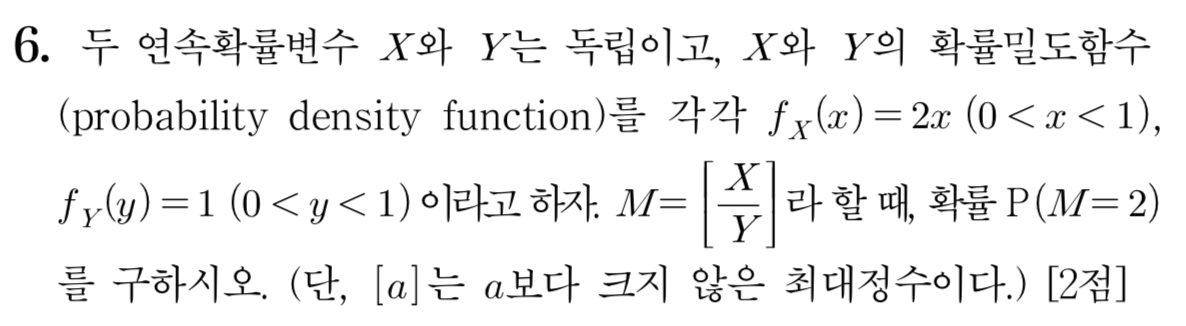 6. 두 연속확률변수 X와 Y는 독립이고, X와 Y의 확률밀도함수
(probability density function)를 각각 f_X(x)=2x (0<x<1),
f_Y(y)=1 (0<y<1)이라고 하자. M=[X/Y]라 할 때, 확률 P(M=2)
를 구하시오. (단, [a]는 a보다 크지 않은 최대정수이다.) [2점]